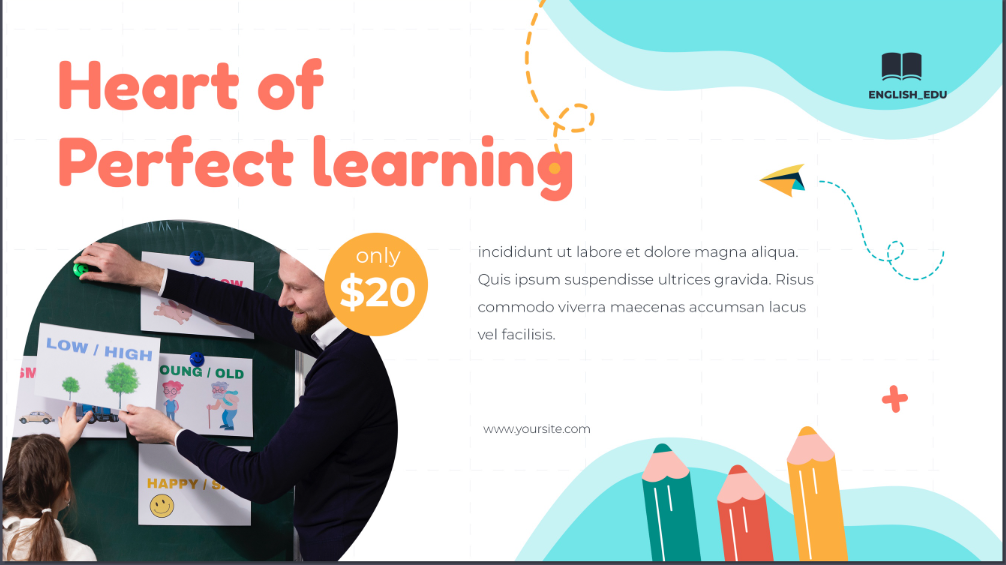 Heart of
Perfect learning
ENGLISH_EDU
only
$20
incididunt ut labore et dolore magna aliqua.
Quis ipsum suspendisse ultrices gravida. Risus
commodo viverra maecenas accumsan lacus
vel facilisis.
www.yoursite.com
LOW / HIGH
OUNG / OLD
HAPPY / S